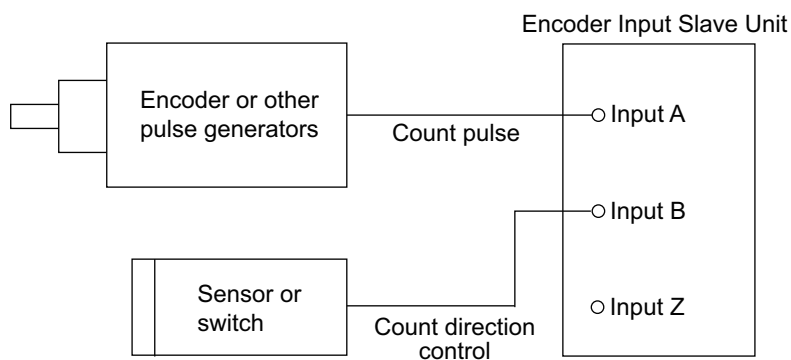 Encoder Input Slave Unit
Encoder or other
pulse generators
Count pulse
Input A
Input B
Sensor or
switch
Count direction
control
Input Z